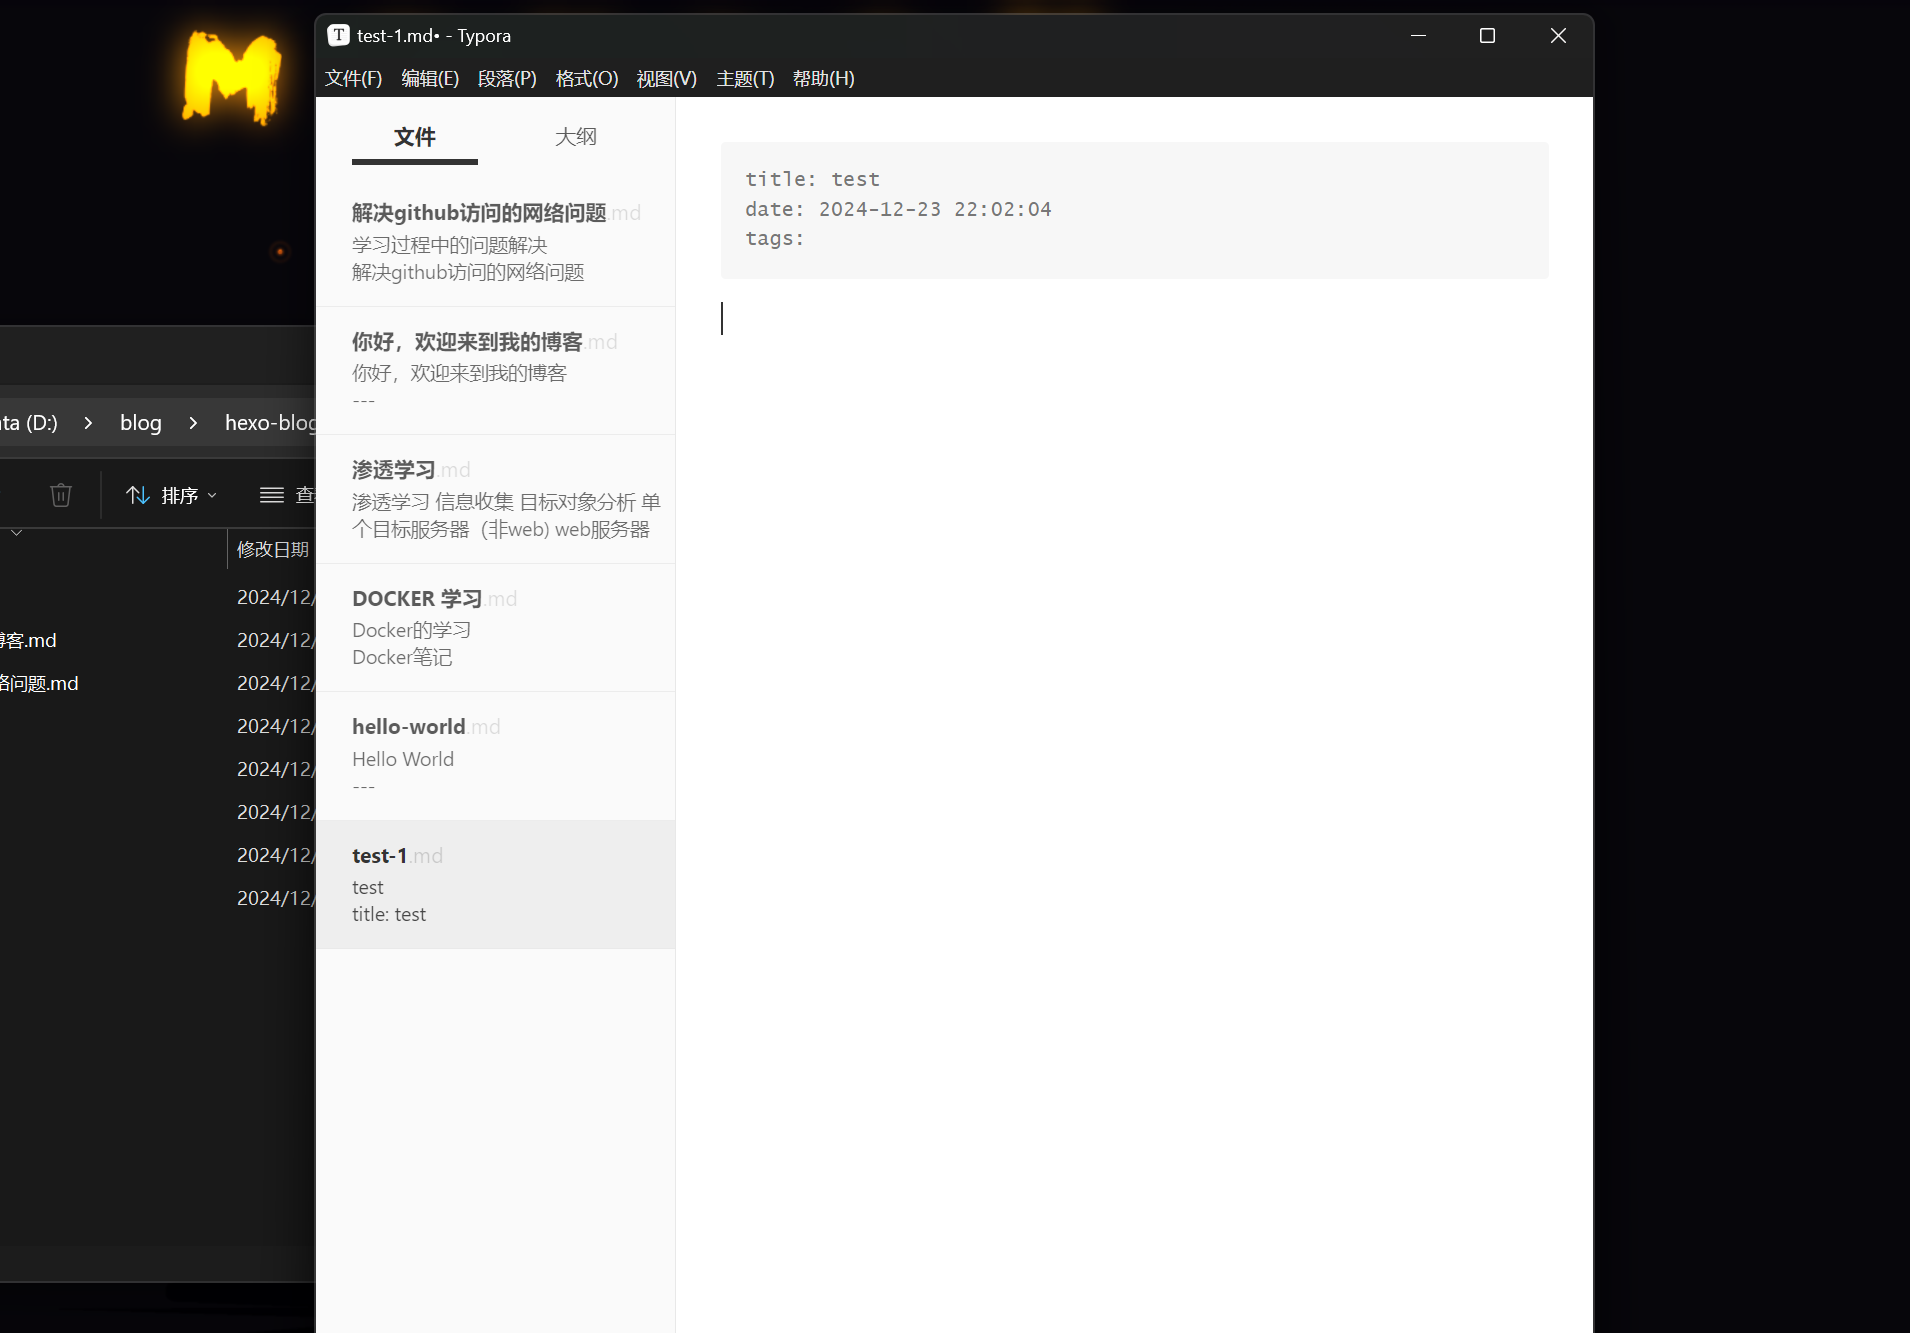 M
test-1.md• - Typora
文件(F) 编辑(E) 段落(P) 格式(O) 视图(V) 主题(T) 帮助(H)
文件 大纲
解决github访问的网络问题.md
学习过程中的问题解决
解决github访问的网络问题
你好，欢迎来到我的博客.md
你好，欢迎来到我的博客
---
渗透学习.md
渗透学习 信息收集 目标对象分析 单
个目标服务器（非web) web服务器
DOCKER 学习.md
Docker的学习
Docker笔记
hello-world.md
Hello World
---
test-1.md
test
title: test
title: test
date: 2024-12-23 22:02:04
tags:
(D:) > blog > hexo-blog
排序
修改日期
2024/12/
客.md 2024/12/
问题.md 2024/12/
2024/12/
2024/12/
2024/12/
2024/12/
2024/12/